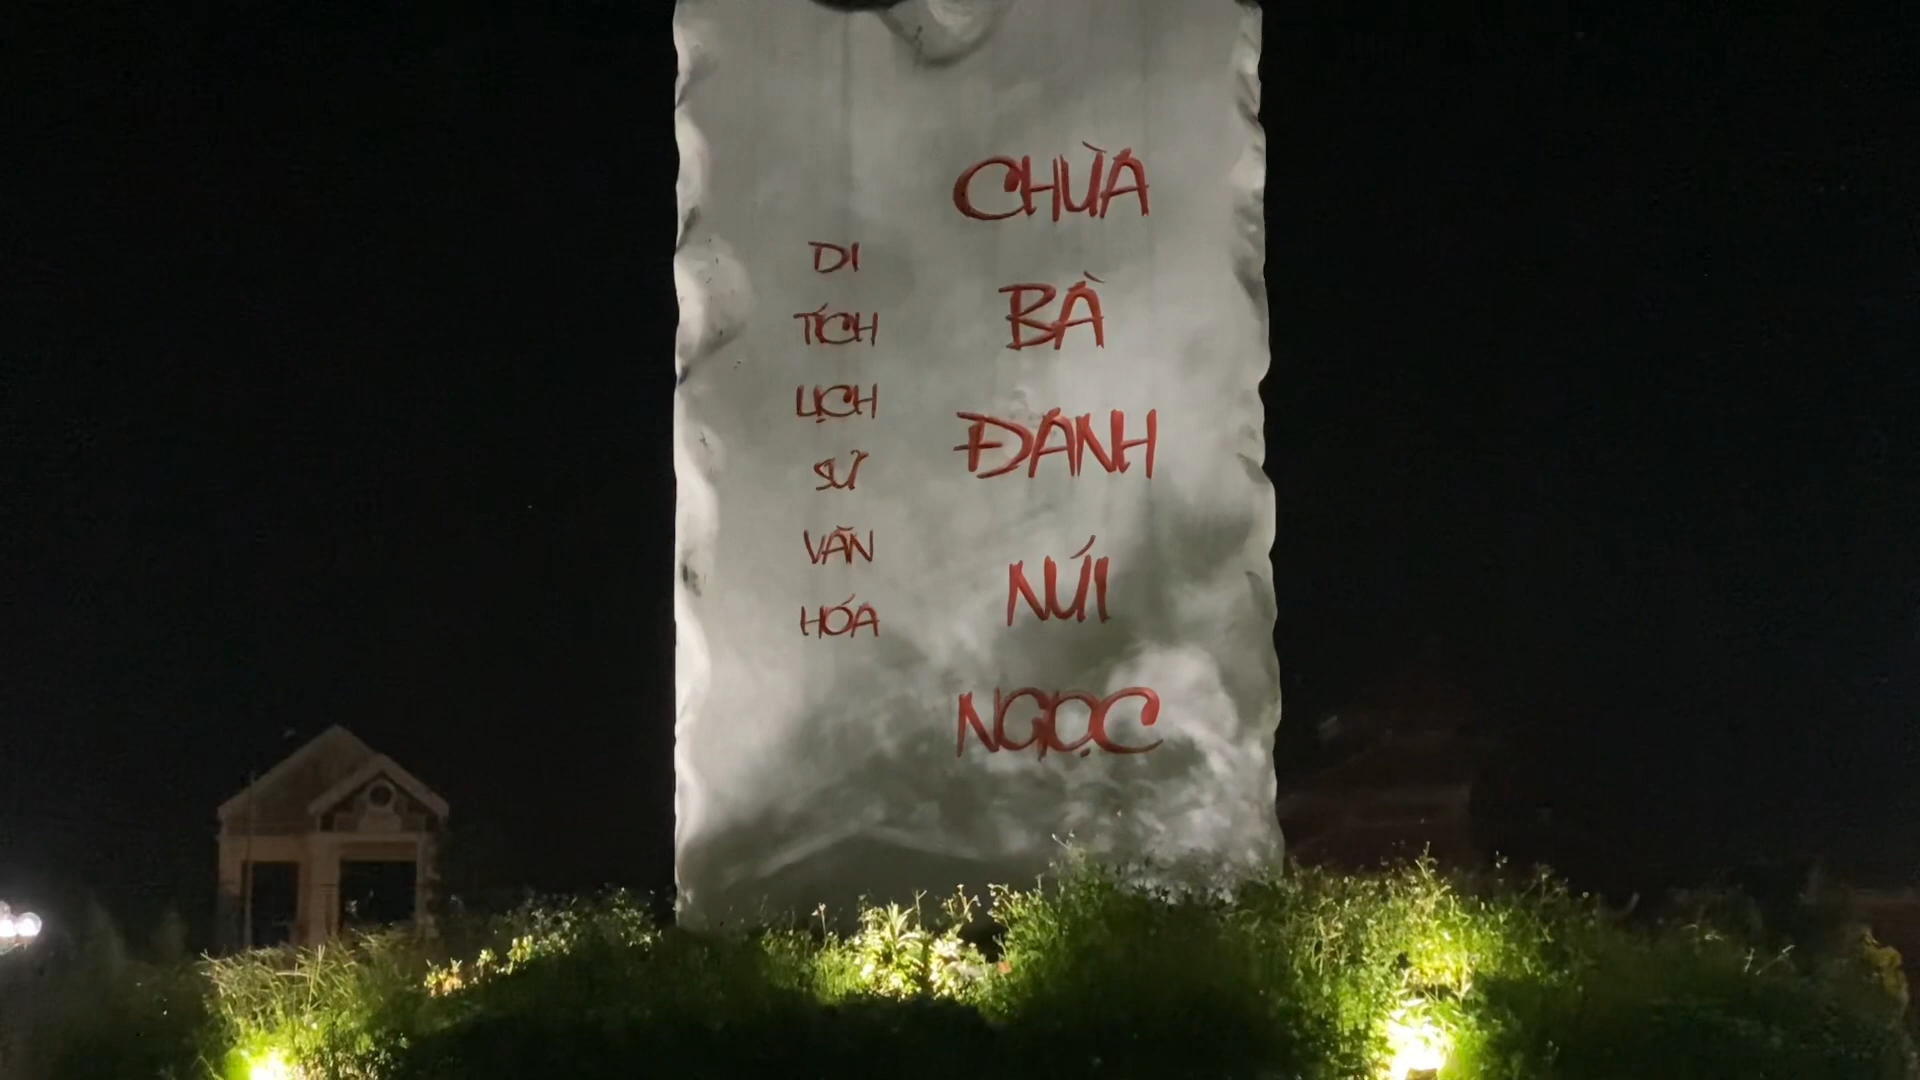 CHÙA
BÀ
ĐANH
NÚI
NGỌC
DI
TÍCH
LỊCH
SỬ
VĂN
HÓA